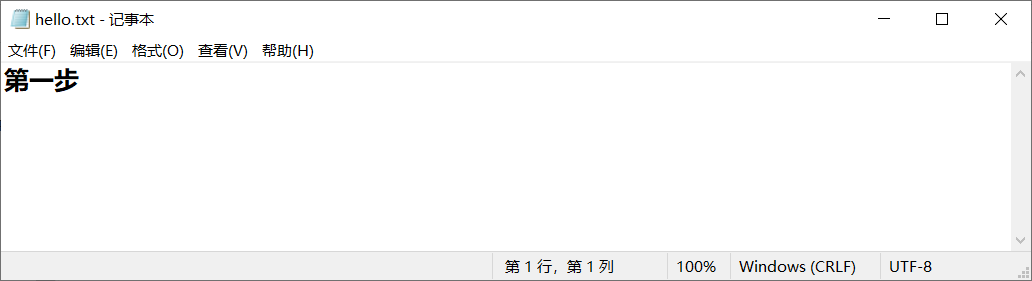 hello.txt - 记事本
文件(F) 编辑(E) 格式(O) 查看(V) 帮助(H)
第一步
第 1 行，第 1 列 100% Windows (CRLF) UTF-8